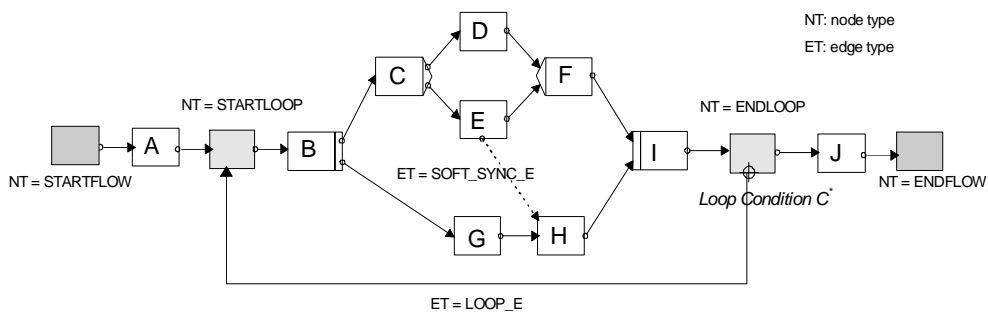 NT: node type
ET: edge type
D
C
F
NT = STARTLOOP
NT = ENDLOOP
E
A
B
I
J
NT = STARTFLOW
ET = SOFT_SYNC_E
NT = ENDFLOW
Loop Condition C*
G
H
ET = LOOP_E